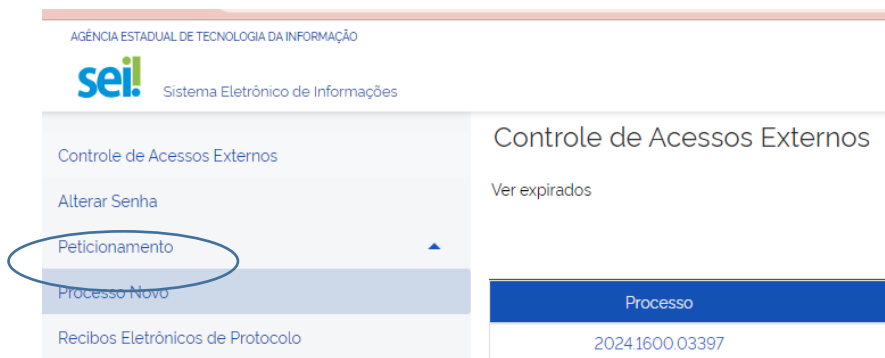 AGÊNCIA ESTADUAL DE TECNOLOGIA DA INFORMAÇÃO
sei!
Sistema Eletrônico de Informações
Controle de Acessos Externos
Alterar Senha
Peticionamento
Processo Novo
Recibos Eletrônicos de Protocolo
Controle de Acessos Externos
Ver expirados
Processo
2024.1600.03397